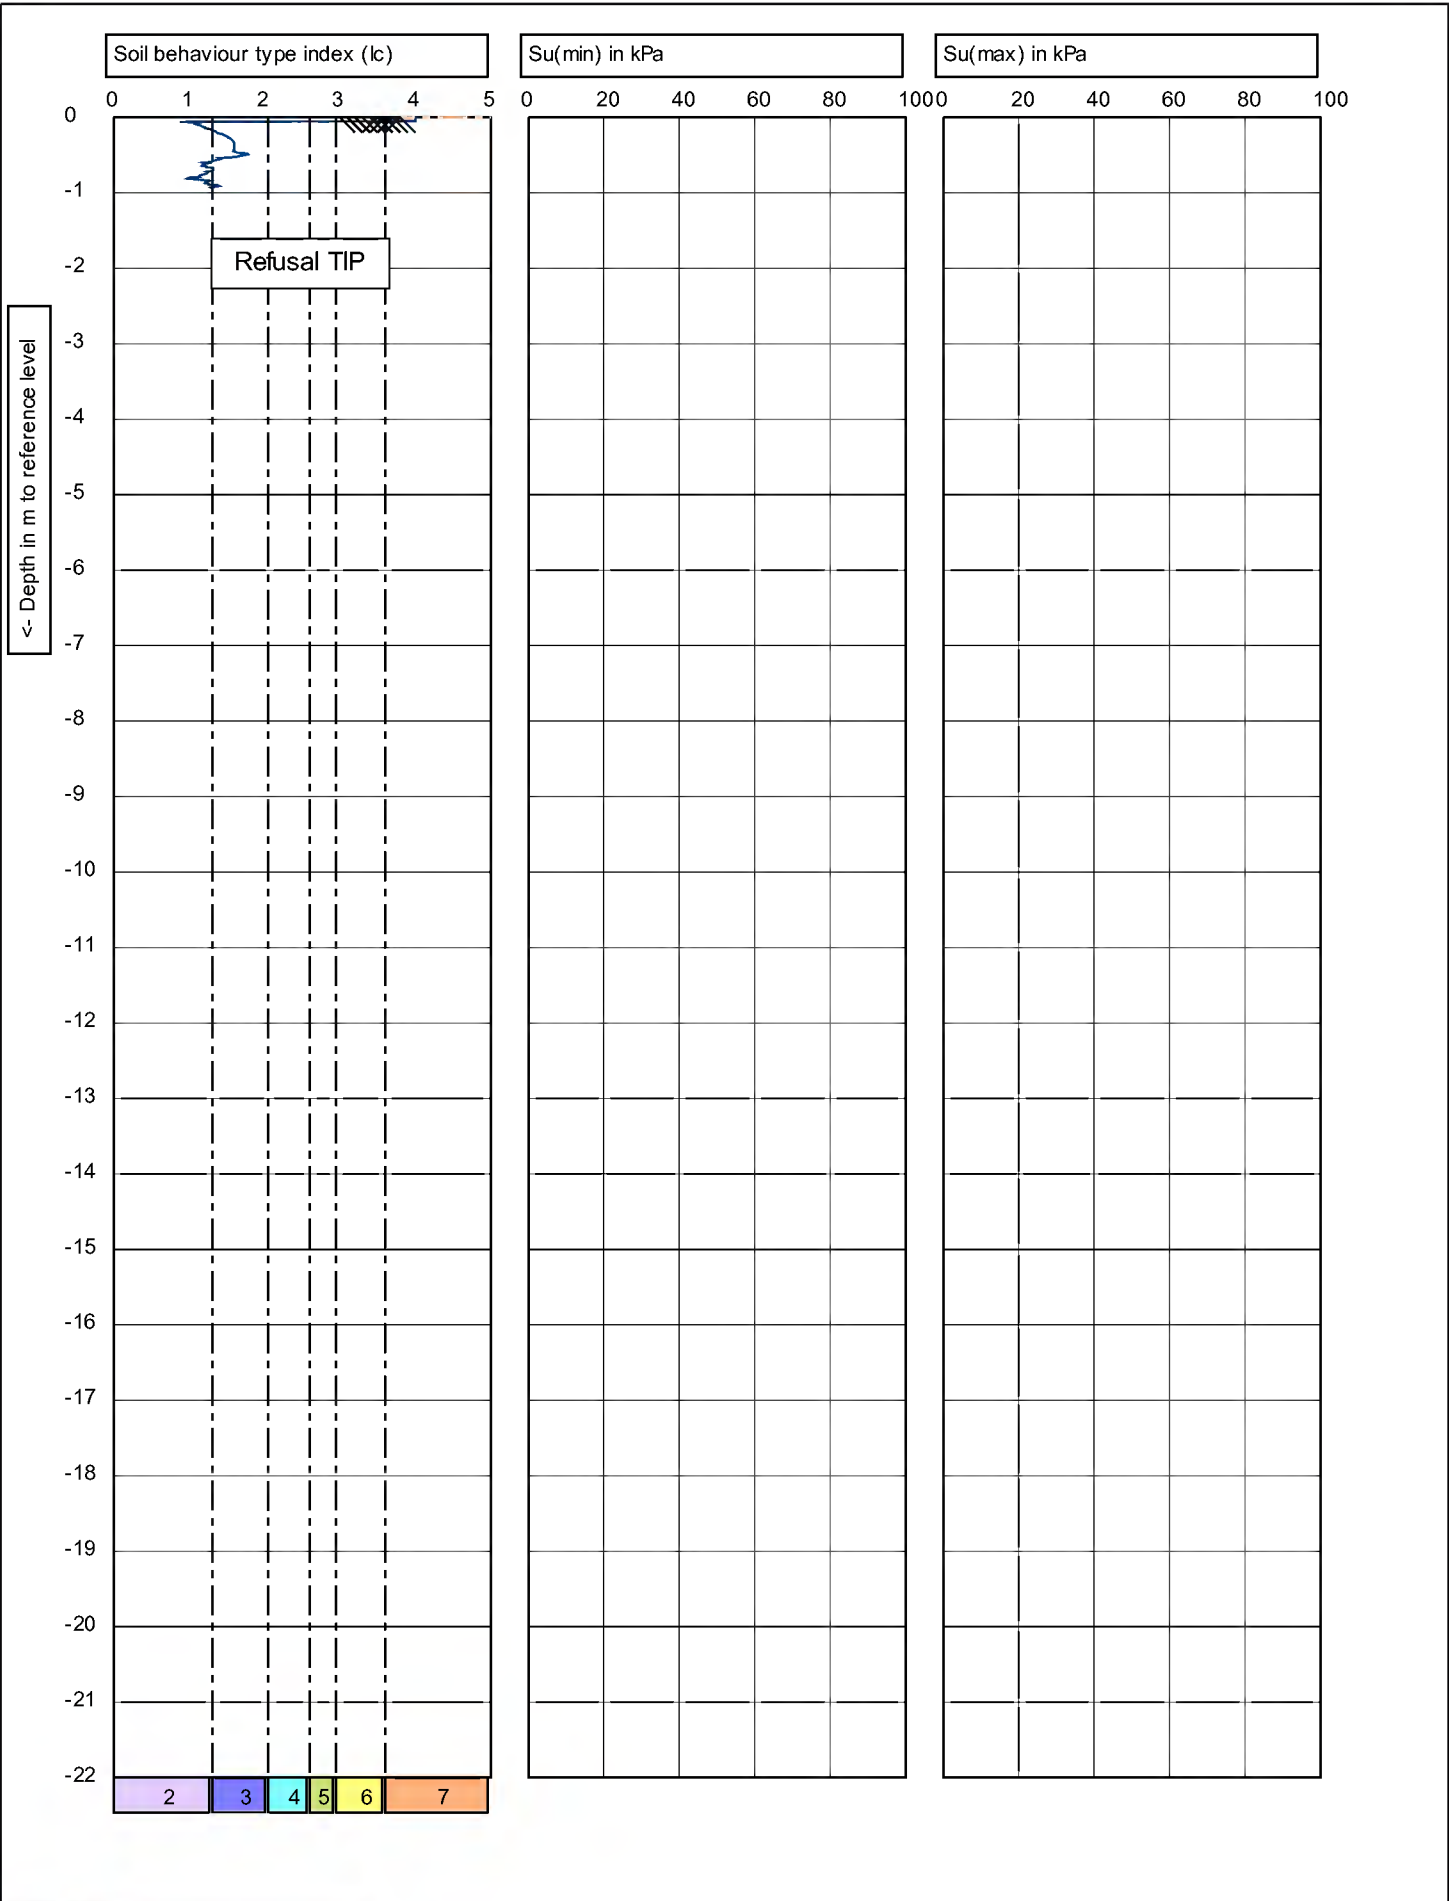 Soil behaviour type index (Ic)
Su(min) in kPa
Su(max) in kPa
0 1 2 3 4 5
0 20 40 60 80 100
0 20 40 60 80 100
0
-1
Refusal TIP
-2
<- Depth in m to reference level
-3
-4
-5
-6
-7
-8
-9
-10
-11
-12
-13
-14
-15
-16
-17
-18
-19
-20
-21
-22
2 3 4 5 6 7